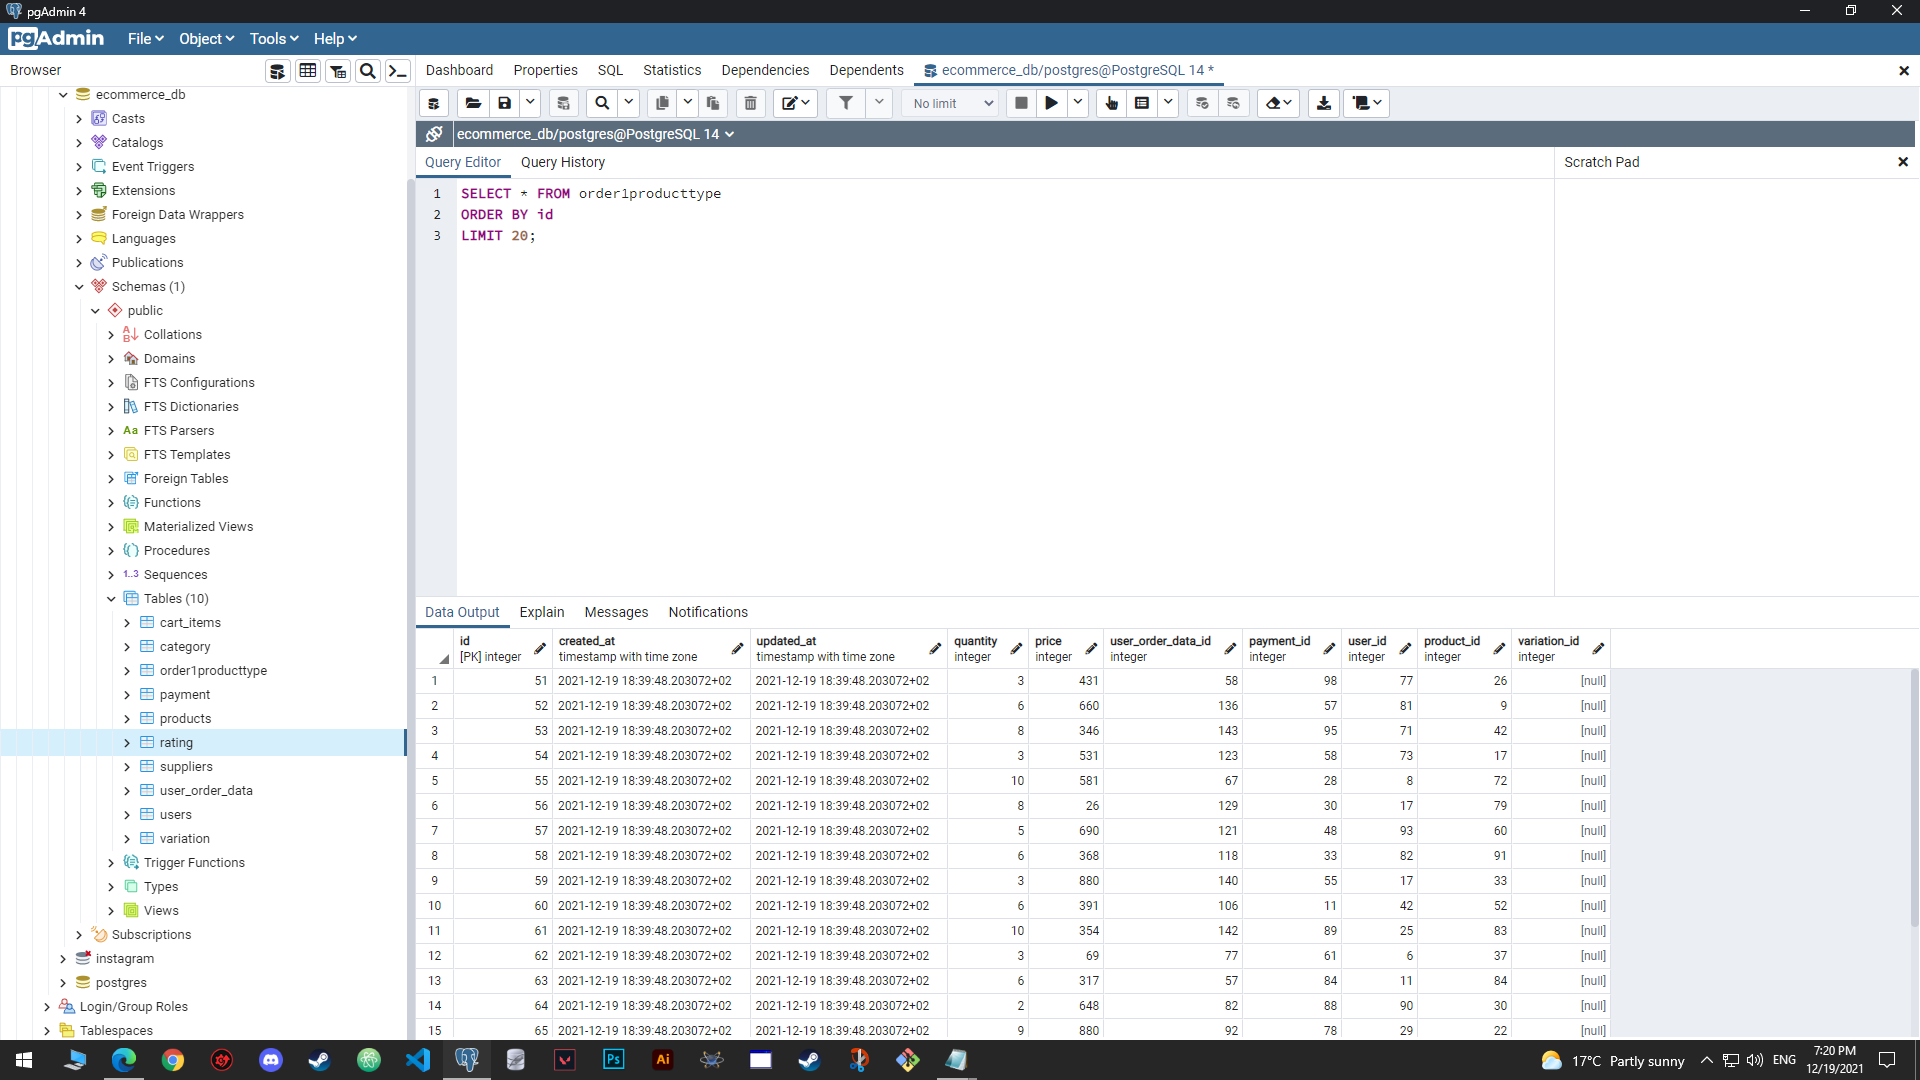 pgAdmin 4
pgAdmin File Object Tools Help
Browser
Dashboard Properties SQL Statistics Dependencies Dependents ecommerce_db/postgres@PostgreSQL 14 *
No limit
ecommerce_db/postgres@PostgreSQL 14
Query Editor Query History
Scratch Pad
1 SELECT * FROM order1producttype
2 ORDER BY id
3 LIMIT 20;
ecommerce_db
Casts
Catalogs
Event Triggers
Extensions
Foreign Data Wrappers
Languages
Publications
Schemas (1)
public
Collations
Domains
FTS Configurations
FTS Dictionaries
Aa FTS Parsers
FTS Templates
Foreign Tables
Functions
Materialized Views
Procedures
1..3 Sequences
Tables (10)
cart_items
category
order1producttype
payment
products
rating
suppliers
user_order_data
users
variation
Trigger Functions
Types
Views
Subscriptions
instagram
postgres
Login/Group Roles
Tablespaces
Data Output Explain Messages Notifications
id created_at updated_at quantity price user_order_data_id payment_id user_id product_id variation_id
[PK] integer timestamp with time zone timestamp with time zone integer integer integer integer integer integer integer
1 51 2021-12-19 18:39:48.203072+02 2021-12-19 18:39:48.203072+02 3 431 58 98 77 26 [null]
2 52 2021-12-19 18:39:48.203072+02 2021-12-19 18:39:48.203072+02 6 660 136 57 81 9 [null]
3 53 2021-12-19 18:39:48.203072+02 2021-12-19 18:39:48.203072+02 8 346 143 95 71 42 [null]
4 54 2021-12-19 18:39:48.203072+02 2021-12-19 18:39:48.203072+02 3 531 123 58 73 17 [null]
5 55 2021-12-19 18:39:48.203072+02 2021-12-19 18:39:48.203072+02 10 581 67 28 8 72 [null]
6 56 2021-12-19 18:39:48.203072+02 2021-12-19 18:39:48.203072+02 8 26 129 30 17 79 [null]
7 57 2021-12-19 18:39:48.203072+02 2021-12-19 18:39:48.203072+02 5 690 121 48 93 60 [null]
8 58 2021-12-19 18:39:48.203072+02 2021-12-19 18:39:48.203072+02 6 368 118 33 82 91 [null]
9 59 2021-12-19 18:39:48.203072+02 2021-12-19 18:39:48.203072+02 3 880 140 55 17 33 [null]
10 60 2021-12-19 18:39:48.203072+02 2021-12-19 18:39:48.203072+02 6 391 106 11 42 52 [null]
11 61 2021-12-19 18:39:48.203072+02 2021-12-19 18:39:48.203072+02 10 354 142 89 25 83 [null]
12 62 2021-12-19 18:39:48.203072+02 2021-12-19 18:39:48.203072+02 3 69 77 61 6 37 [null]
13 63 2021-12-19 18:39:48.203072+02 2021-12-19 18:39:48.203072+02 6 317 57 84 11 84 [null]
14 64 2021-12-19 18:39:48.203072+02 2021-12-19 18:39:48.203072+02 2 648 82 88 90 30 [null]
15 65 2021-12-19 18:39:48.203072+02 2021-12-19 18:39:48.203072+02 9 880 92 78 29 22 [null]
Ps Ai 17°C Partly sunny ENG 7:20 PM
12/19/2021